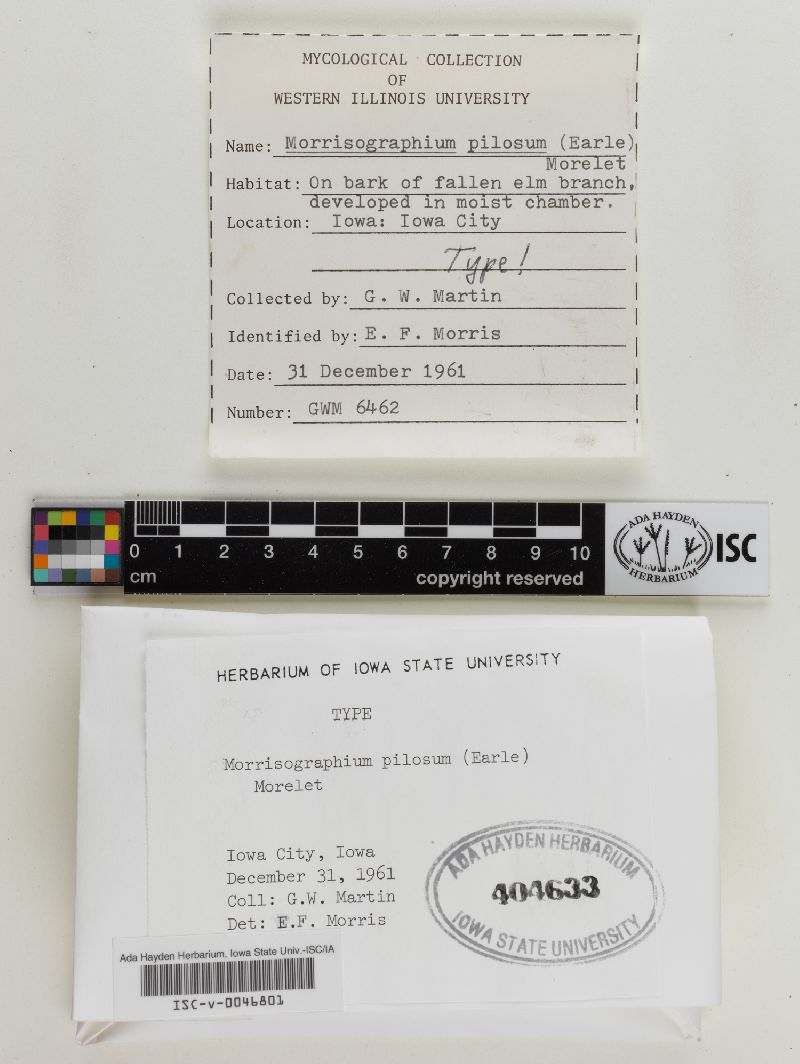 MYCOLOGICAL COLLECTION
OF
WESTERN ILLINOIS UNIVERSITY
Name: Morrisographium pilosum (Earle)
Morelet
Habitat: On bark of fallen elm branch,
developed in moist chamber.
Location: Iowa: Iowa City
Type!
Collected by: G. W. Martin
Identified by: E. F. Morris
Date: 31 December 1961
Number: GWM 6462
0 1 2 3 4 5 6 7 8 9 10
cm copyright reserved
ADA HAYDEN
HERBARIUM
ISC
HERBARIUM OF IOWA STATE UNIVERSITY
TYPE
Morrisographium pilosum (Earle)
Morelet
Iowa City, Iowa
December 31, 1961
Coll: G.W. Martin
Det: E.F. Morris
ADA HAYDEN HERBARIUM
404633
IOWA STATE UNIVERSITY
Ada Hayden Herbarium, Iowa State Univ.-ISC/IA
ISC-v-0046801